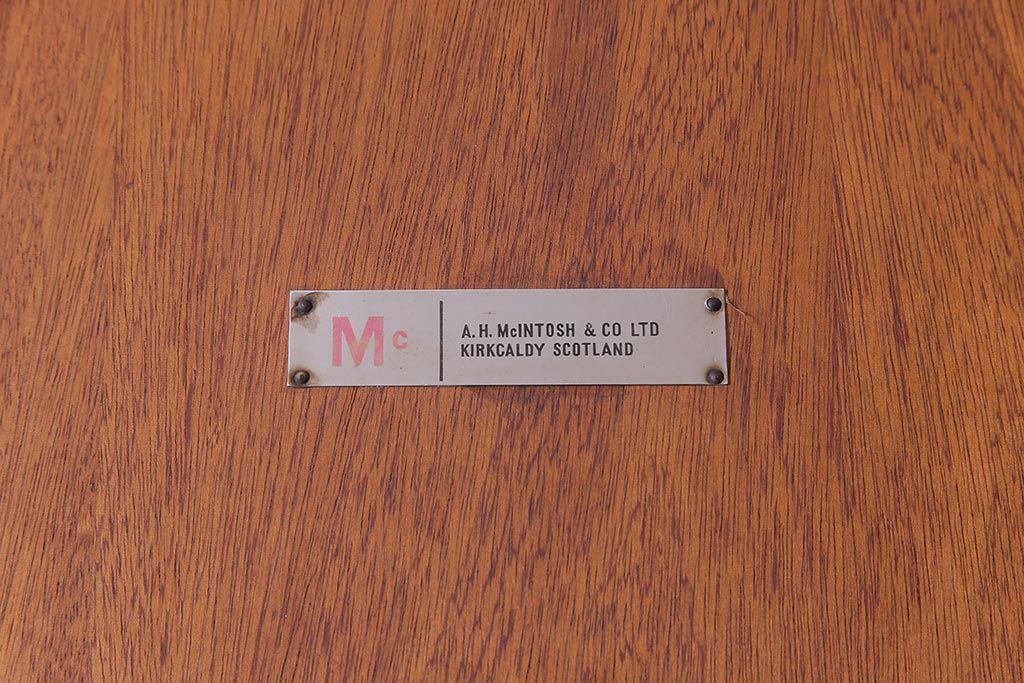 Mc
A. H. McINTOSH & CO LTD
KIRKCALDY SCOTLAND